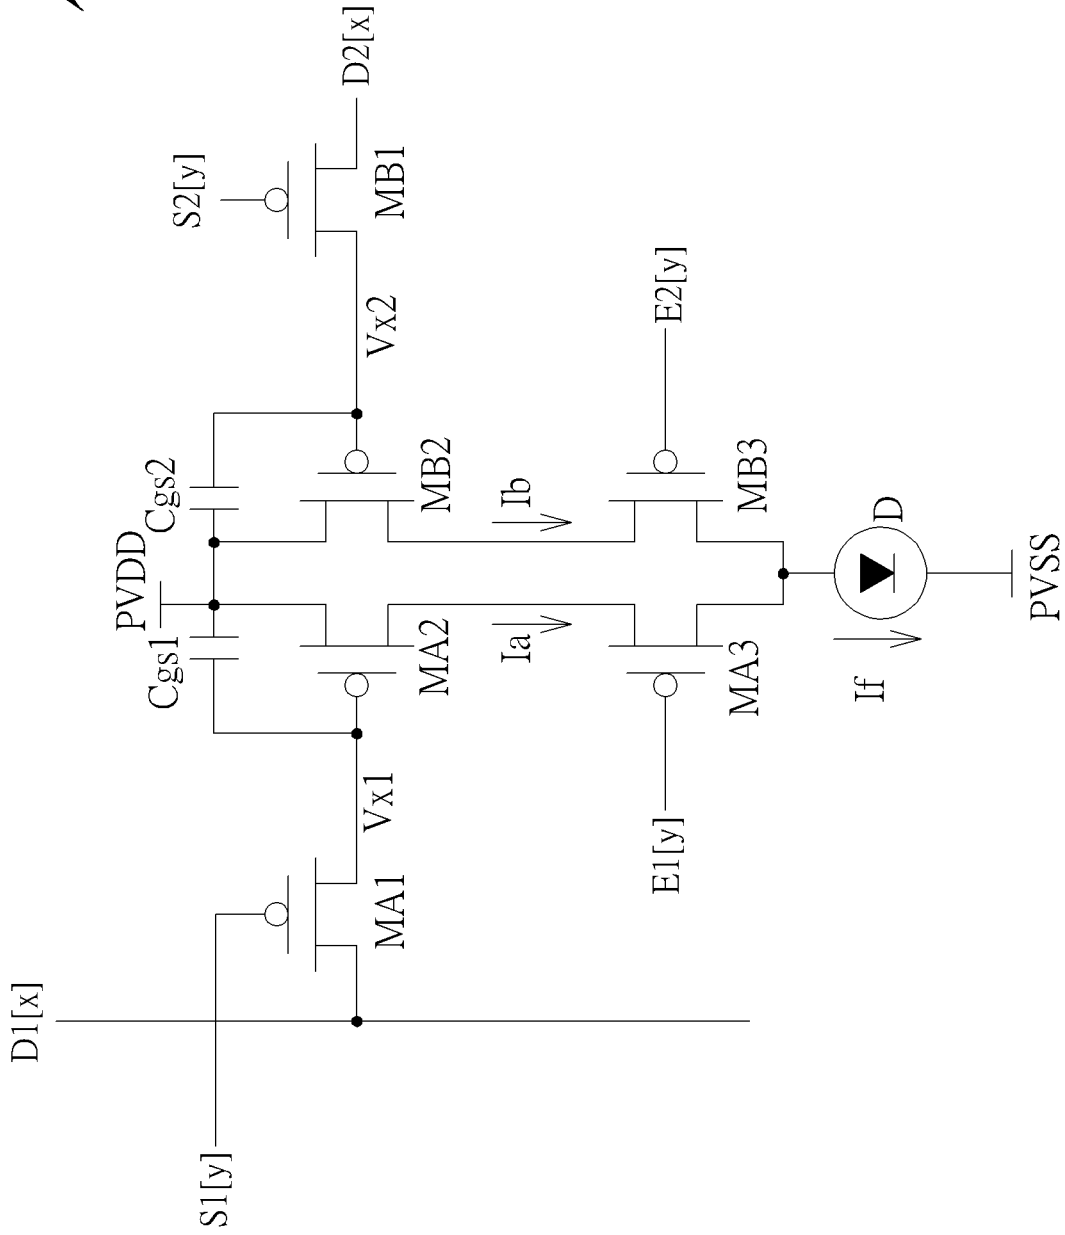 D1[x]
S1[y]
MA1
Vx1
Cgs1
PVDD
Cgs2
MA2
MB2
Vx2
S2[y]
MB1
D2[x]
Ia
Ib
E1[y]
MA3
MB3
E2[y]
If
D
PVSS